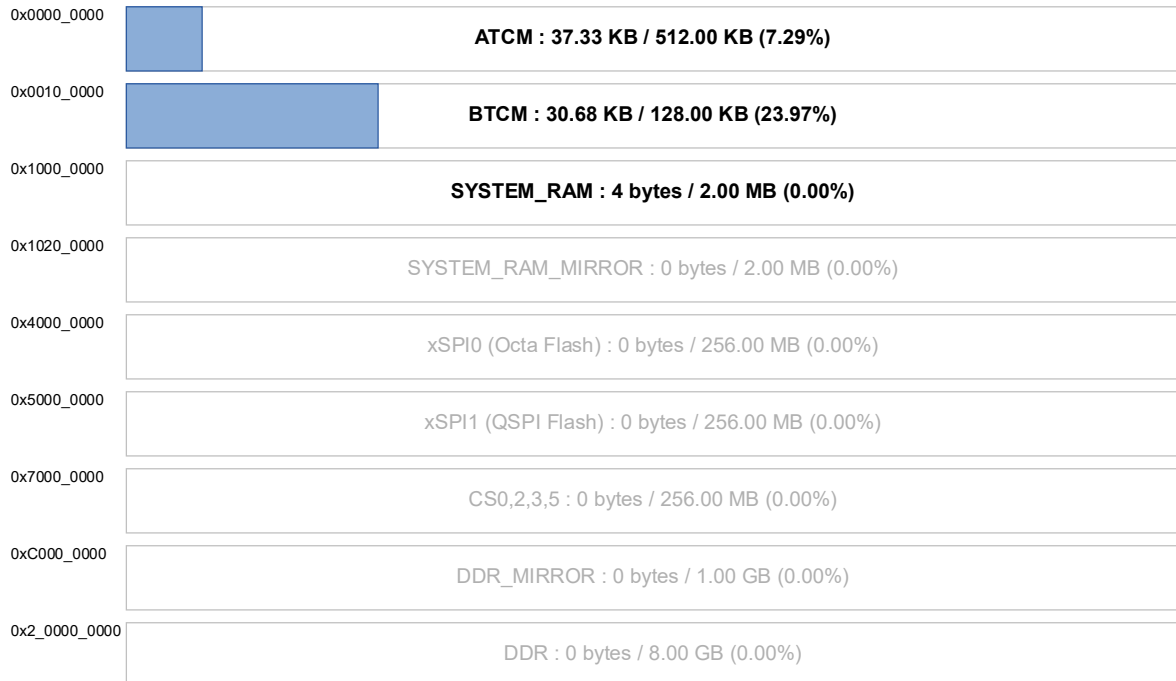 0x0000_0000
ATCM : 37.33 KB / 512.00 KB (7.29%)
0x0010_0000
BTCM : 30.68 KB / 128.00 KB (23.97%)
0x1000_0000
SYSTEM_RAM : 4 bytes / 2.00 MB (0.00%)
0x1020_0000
SYSTEM_RAM_MIRROR : 0 bytes / 2.00 MB (0.00%)
0x4000_0000
xSPI0 (Octa Flash) : 0 bytes / 256.00 MB (0.00%)
0x5000_0000
xSPI1 (QSPI Flash) : 0 bytes / 256.00 MB (0.00%)
0x7000_0000
CS0,2,3,5 : 0 bytes / 256.00 MB (0.00%)
0xC000_0000
DDR_MIRROR : 0 bytes / 1.00 GB (0.00%)
0x2_0000_0000
DDR : 0 bytes / 8.00 GB (0.00%)